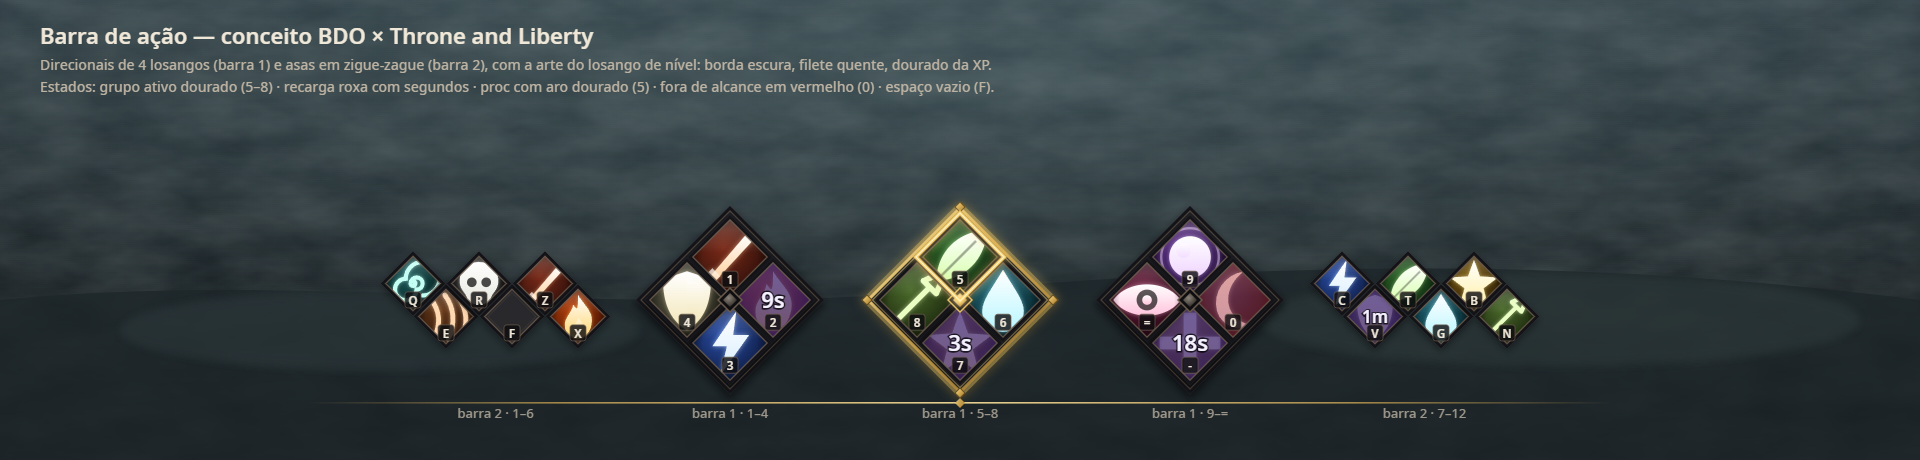 Barra de ação — conceito BDO × Throne and Liberty
Direcionais de 4 losangos (barra 1) e asas em zigue-zague (barra 2), com a arte do losango de nível: borda escura, filete quente, dourado da XP.
Estados: grupo ativo dourado (5–8) · recarga roxa com segundos · proc com aro dourado (5) · fora de alcance em vermelho (0) · espaço vazio (F).
Q
R
Z
E
F
X
1
9s
4
2
3
5
8
6
3s
7
9
=
0
18s
-
C
T
B
1m
V
G
N
barra 2 · 1–6
barra 1 · 1–4
barra 1 · 5–8
barra 1 · 9–=
barra 2 · 7–12